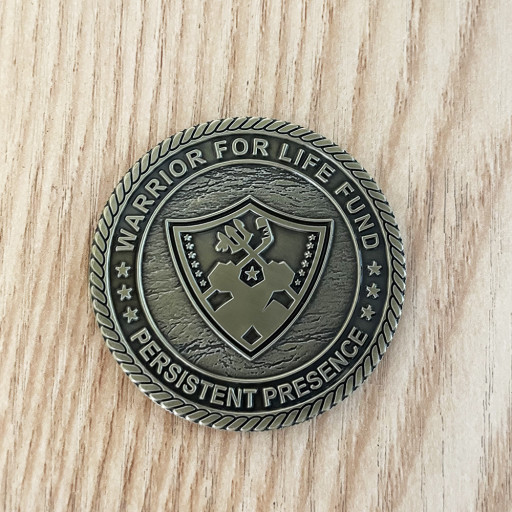 WARRIOR FOR LIFE FUND
PERSISTENT PRESENCE